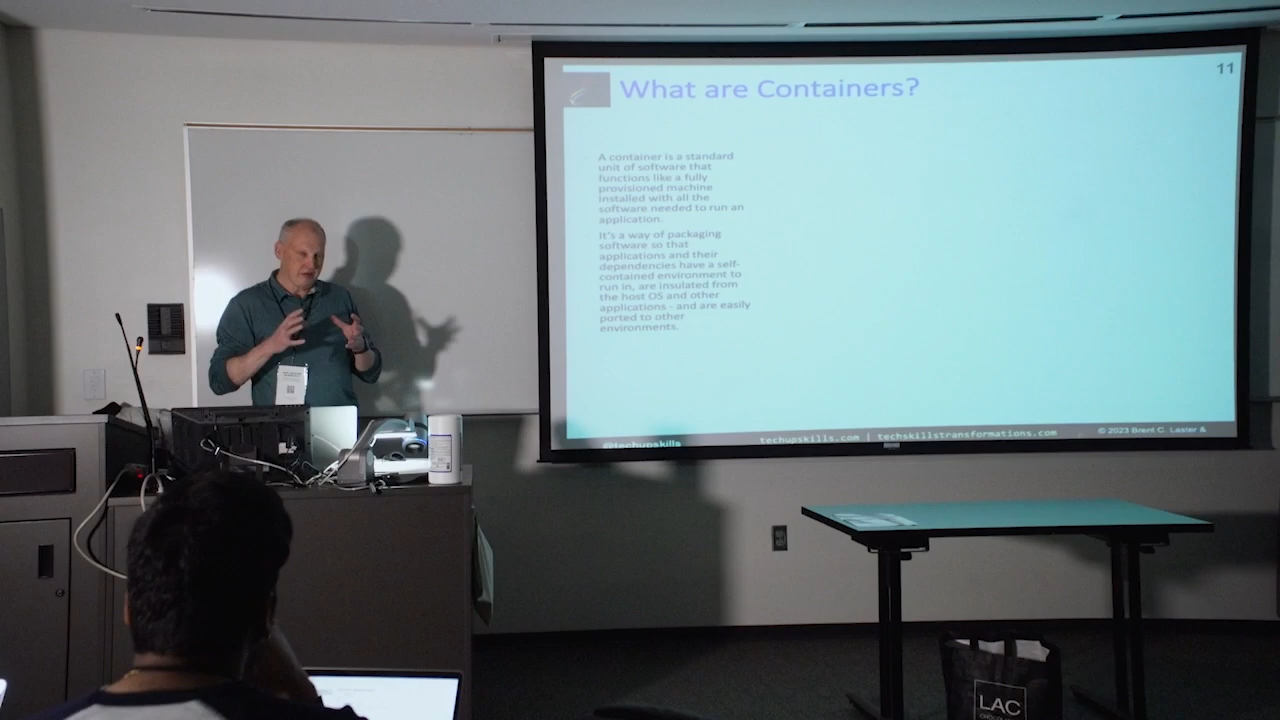 11
What are Containers?
A container is a standard
unit of software that
functions like a fully
provisioned machine
installed with all the
software needed to run an
application.
It's a way of packaging
software so that
applications and their
dependencies have a self-
contained environment to
run in, are insulated from
the host OS and other
applications - and are easily
ported to other
environments.
@techupskills
techupskills.com | techskillstransformations.com
© 2023 Brent C. Laster &
LAC